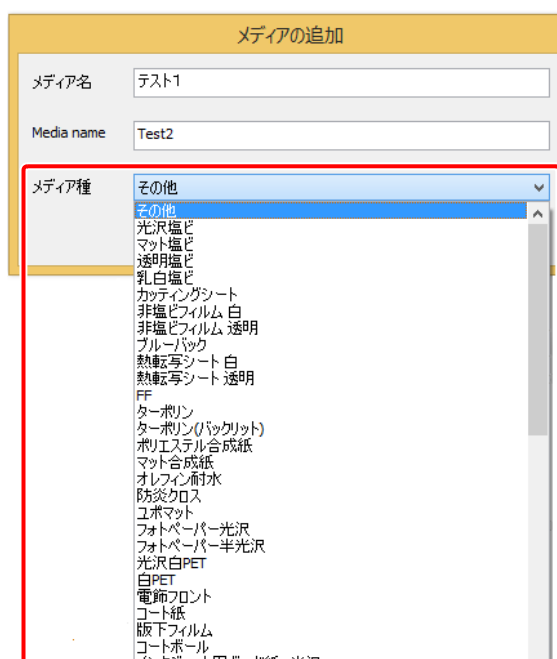 メディアの追加
メディア名 テスト1
Media name Test2
メディア種 その他
その他
光沢塩ビ
マット塩ビ
透明塩ビ
乳白塩ビ
カッティングシート
非塩ビフィルム 白
非塩ビフィルム 透明
ブルーバック
熱転写シート 白
熱転写シート 透明
FF
ターポリン
ターポリン(バックリット)
ポリエステル合成紙
マット合成紙
オレフィン耐水
防炎クロス
ユポマット
フォトペーパー光沢
フォトペーパー半光沢
光沢白PET
白PET
電飾フロント
コート紙
版下フィルム
コートボール